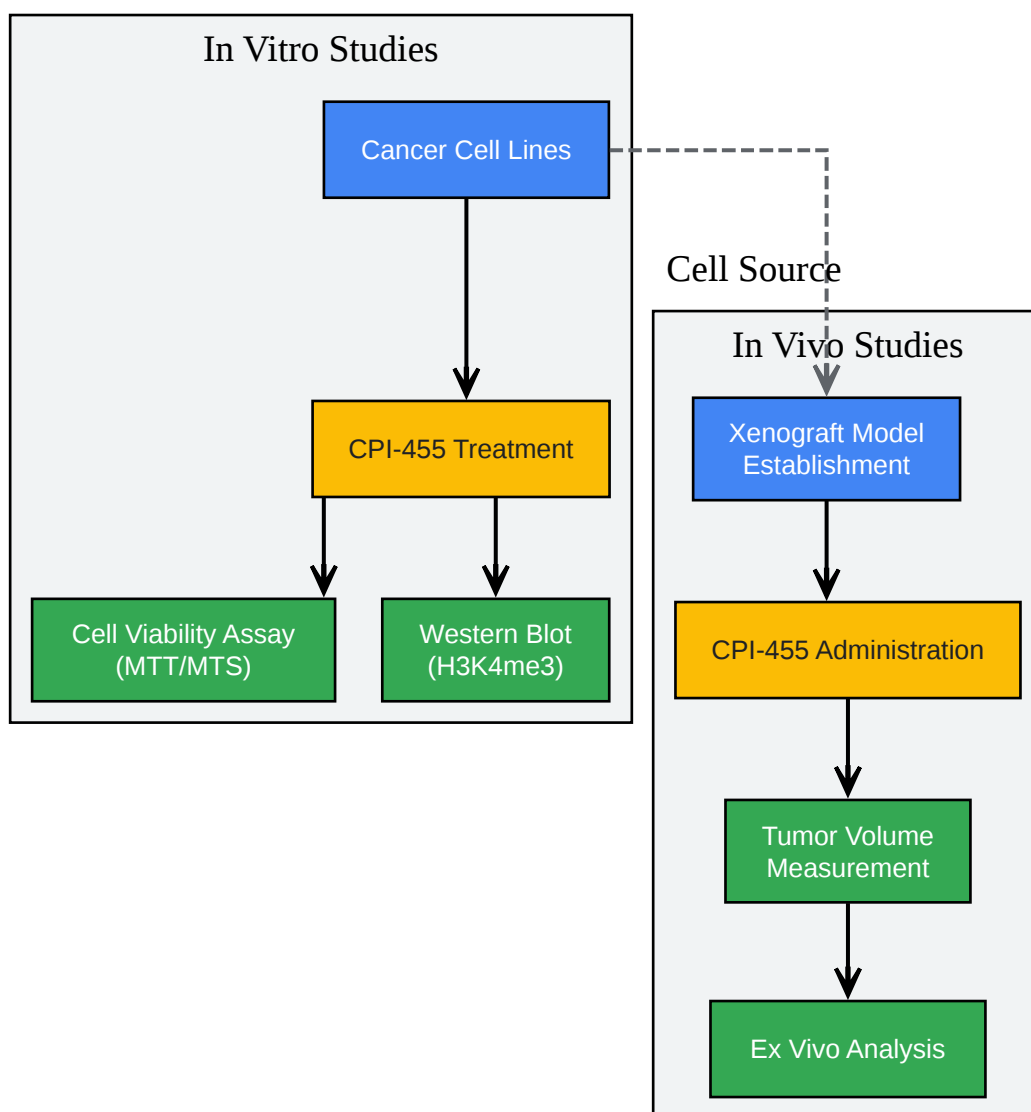 In Vitro Studies
Cancer Cell Lines
Cell Source
In Vivo Studies
CPI-455 Treatment
Xenograft Model
Establishment
Cell Viability Assay
(MTT/MTS)
Western Blot
(H3K4me3)
CPI-455 Administration
Tumor Volume
Measurement
Ex Vivo Analysis